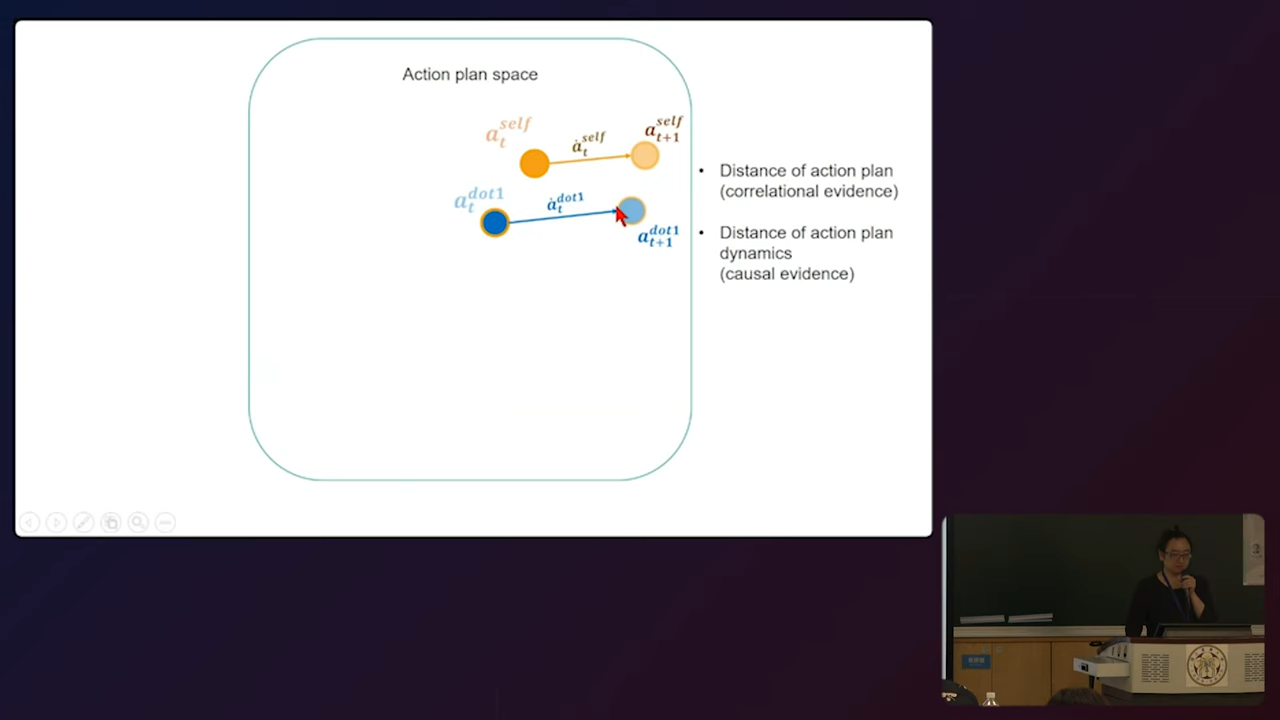 Action plan space
a_t^{self}
ȧ_t^{self}
a_{t+1}^{self}
a_t^{dot1}
ȧ_t^{dot1}
a_{t+1}^{dot1}
• Distance of action plan
(correlational evidence)
• Distance of action plan
dynamics
(causal evidence)